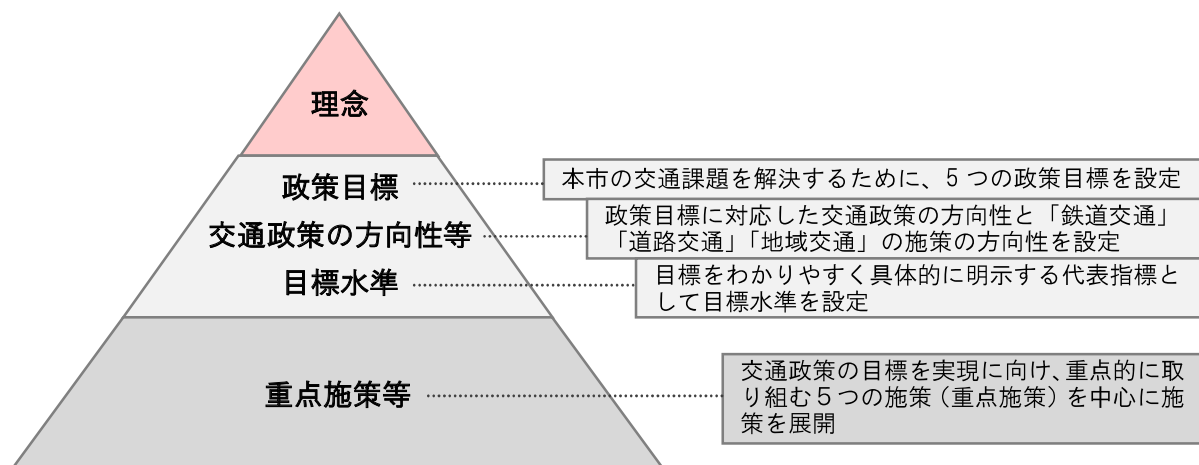 理念
政策目標
本市の交通課題を解決するために、5つの政策目標を設定
交通政策の方向性等
政策目標に対応した交通政策の方向性と「鉄道交通」
「道路交通」「地域交通」の施策の方向性を設定
目標水準
目標をわかりやすく具体的に明示する代表指標と
して目標水準を設定
重点施策等
交通政策の目標を実現に向け、重点的に取
り組む5つの施策（重点施策）を中心に施
策を展開